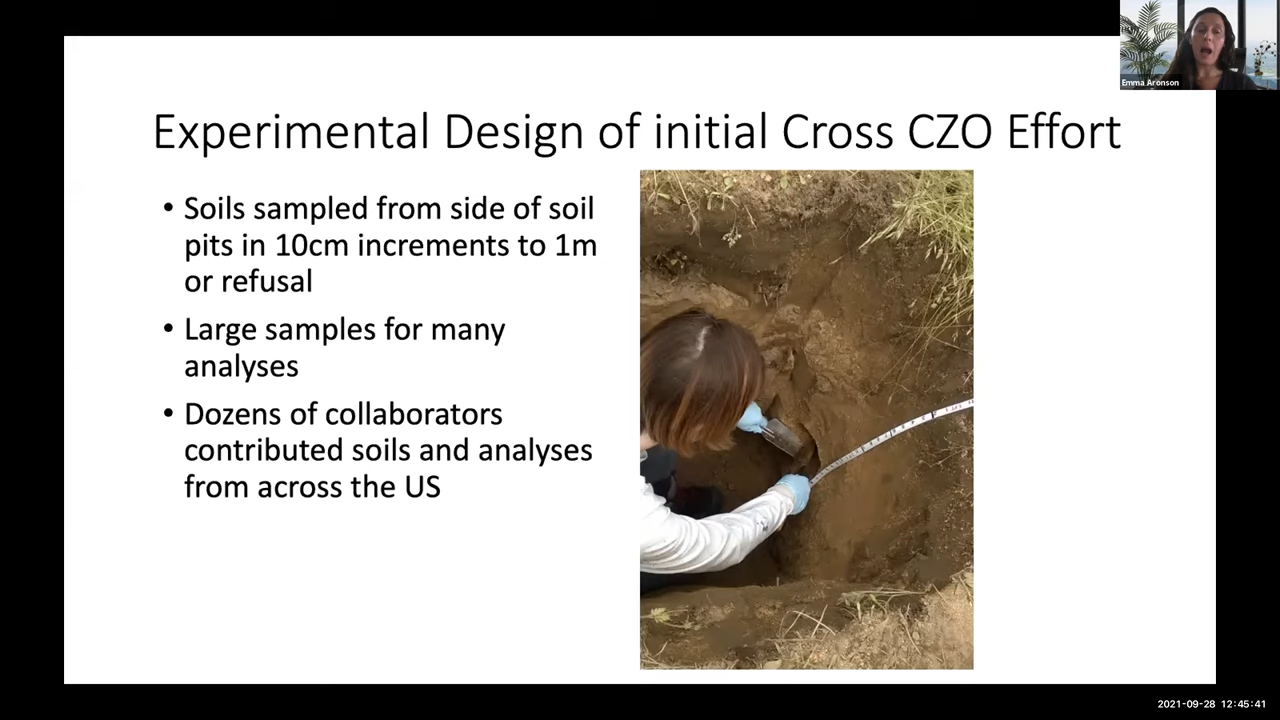 Emma Aronson
Experimental Design of initial Cross CZO Effort
• Soils sampled from side of soil
pits in 10cm increments to 1m
or refusal
• Large samples for many
analyses
• Dozens of collaborators
contributed soils and analyses
from across the US
2021-09-28 12:45:41